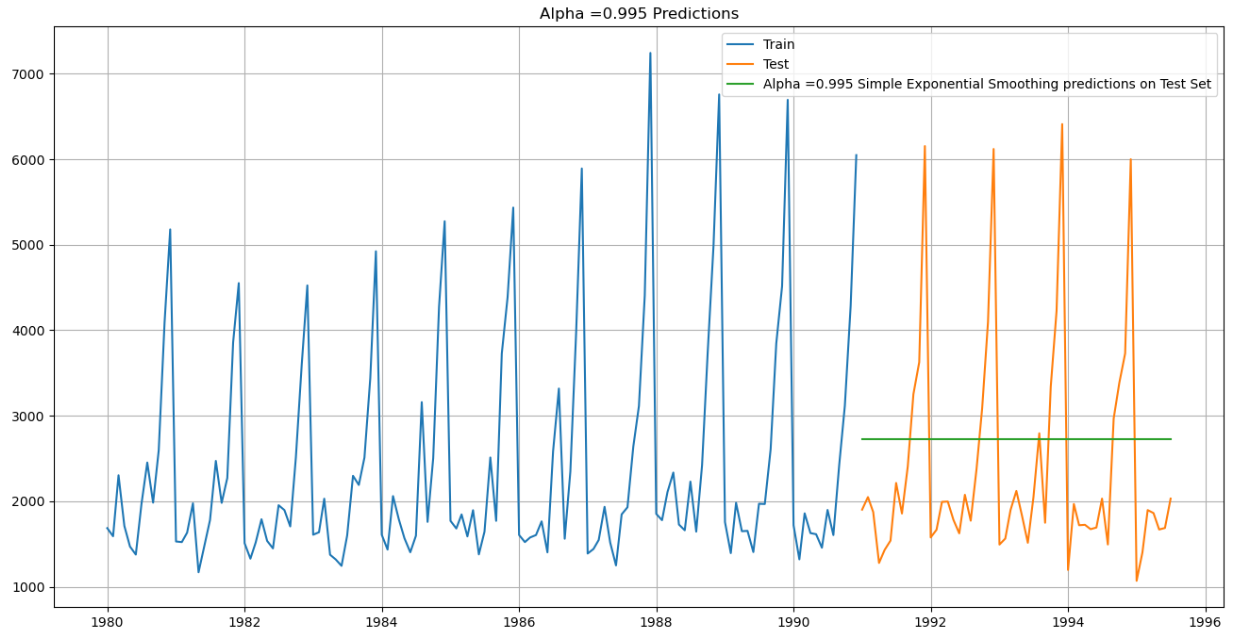 Alpha =0.995 Predictions
Train
Test
Alpha =0.995 Simple Exponential Smoothing predictions on Test Set
7000
6000
5000
4000
3000
2000
1000
1980 1982 1984 1986 1988 1990 1992 1994 1996